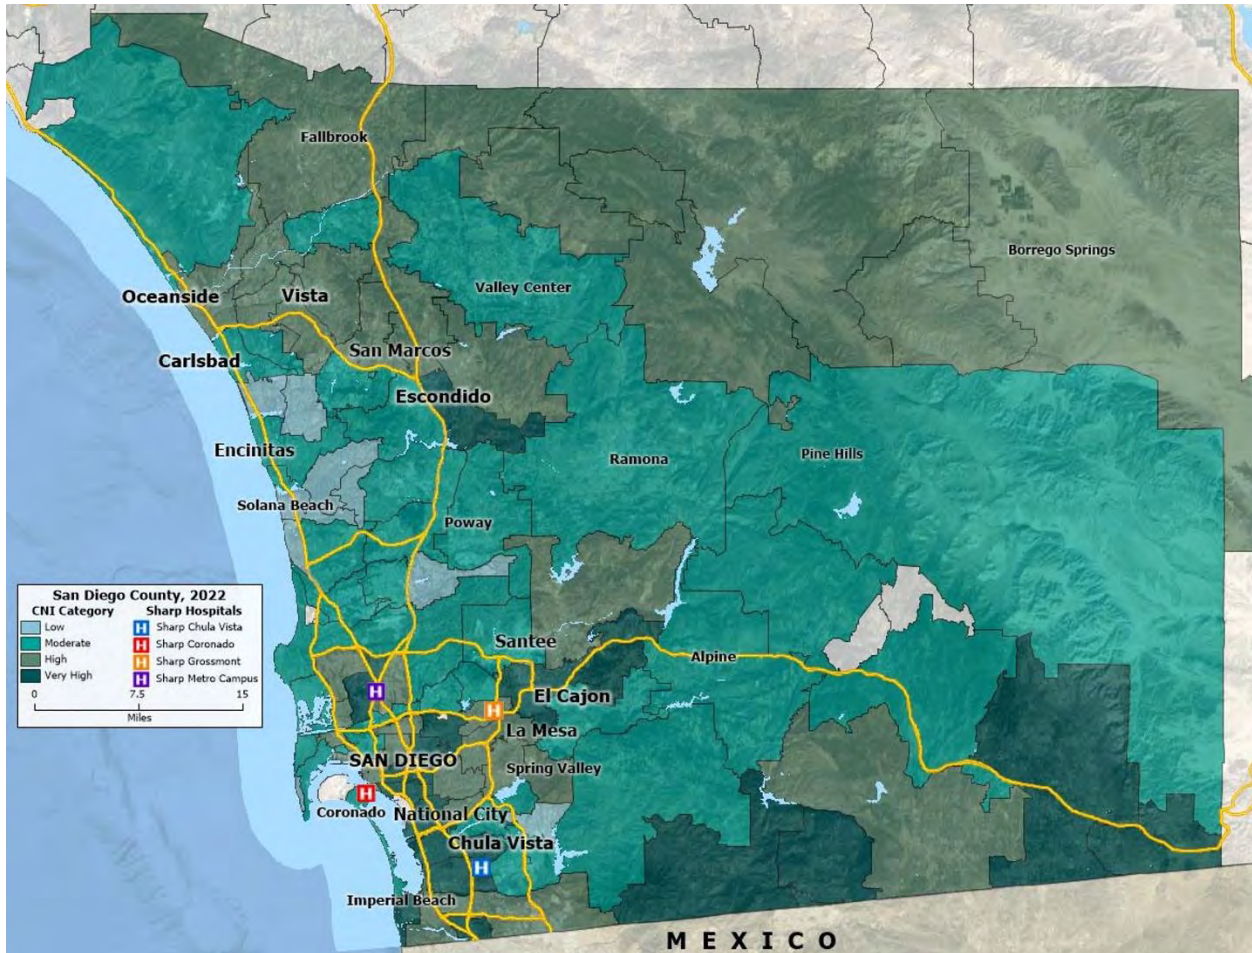 Fallbrook
Borrego Springs
Valley Center
Oceanside
Vista
San Marcos
Carlsbad
Escondido
Encinitas
Ramona
Pine Hills
Solana Beach
Poway
San Diego County, 2022
CNI Category
Sharp Hospitals
Low
H Sharp Chula Vista
Moderate
H Sharp Coronado
High
H Sharp Grossmont
Very High
H Sharp Metro Campus
0 7.5 15
Miles
Santee
Alpine
H
El Cajon
H
La Mesa
SAN DIEGO
Spring Valley
H
Coronado
National City
Chula Vista
H
Imperial Beach
MEXICO